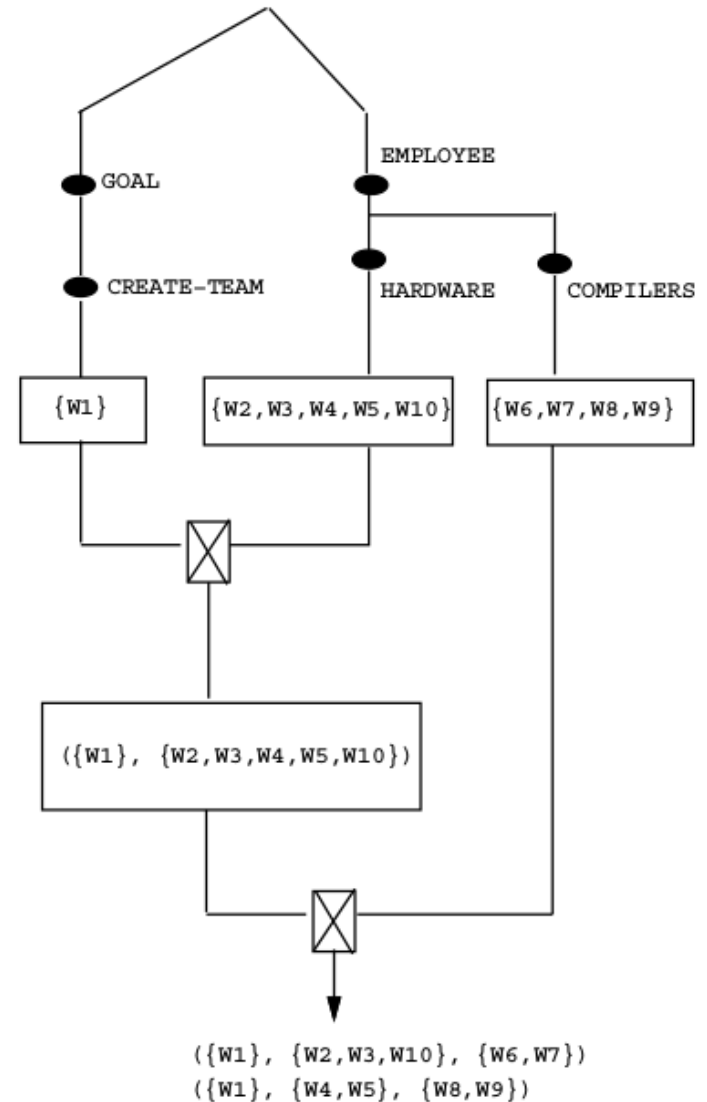 EMPLOYEE
GOAL
CREATE-TEAM
HARDWARE
COMPILERS
{W1}
{W2,W3,W4,W5,W10}
{W6,W7,W8,W9}
({W1}, {W2,W3,W4,W5,W10})
({W1}, {W2,W3,W10}, {W6,W7})
({W1}, {W4,W5}, {W8,W9})